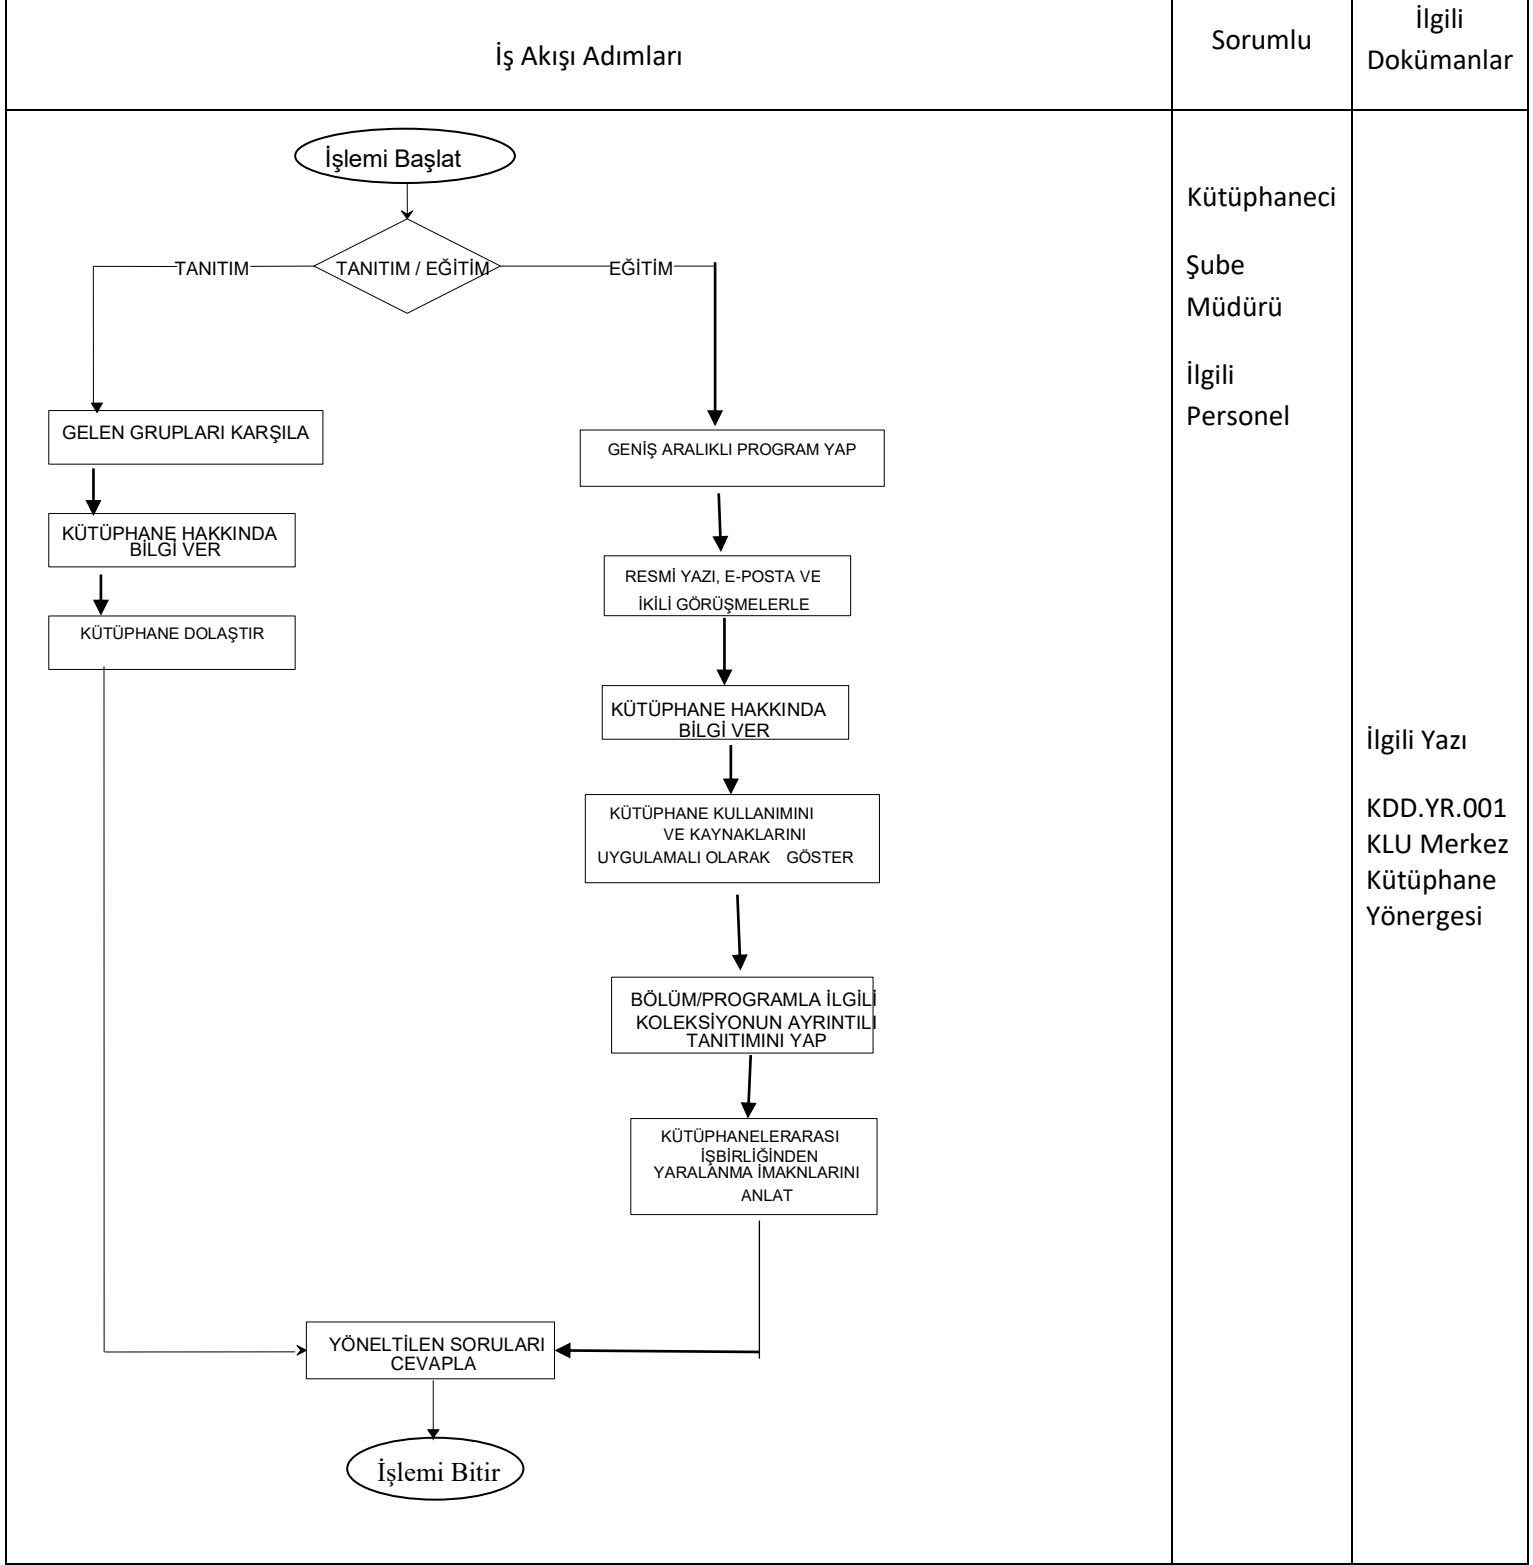 İş Akışı Adımları
Sorumlu
İlgili
Dokümanlar
İşlemi Başlat
TANITIM
TANITIM / EĞİTİM
EĞİTİM
GELEN GRUPLARI KARŞILA
KÜTÜPHANE HAKKINDA
BİLGİ VER
KÜTÜPHANE DOLAŞTIR
GENİŞ ARALIKLI PROGRAM YAP
RESMİ YAZI, E-POSTA VE
İKİLİ GÖRÜŞMELERLE
KÜTÜPHANE HAKKINDA
BİLGİ VER
KÜTÜPHANE KULLANIMINI
VE KAYNAKLARINI
UYGULAMALI OLARAK GÖSTER
BÖLÜM/PROGRAMLA İLGİLİ
KOLEKSİYONUN AYRINTILI
TANITIMINI YAP
KÜTÜPHANELERARASI
İŞBİRLİĞİNDEN
YARALANMA İMAKNLARINI
ANLAT
YÖNELTİLEN SORULARI
CEVAPLA
İşlemi Bitir
Kütüphaneci
Şube
Müdürü
İlgili
Personel
İlgili Yazı
KDD.YR.001
KLU Merkez
Kütüphane
Yönergesi